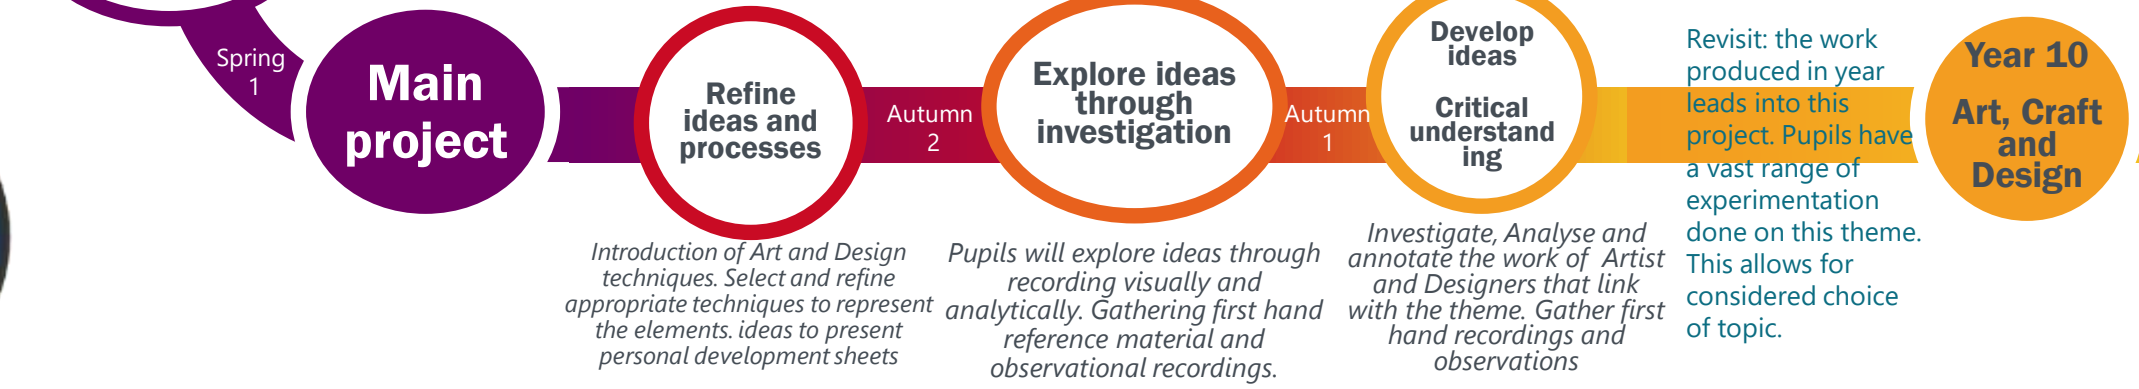 Spring
1
Main
project
Refine
ideas and
processes
Introduction of Art and Design
techniques. Select and refine
appropriate techniques to represent
the elements. ideas to present
personal development sheets
Autumn
2
Explore ideas
through
investigation
Pupils will explore ideas through
recording visually and
analytically. Gathering first hand
reference material and
observational recordings.
Autumn
1
Develop
ideas
Critical
understand
ing
Investigate, Analyse and
annotate the work of Artist
and Designers that link
with the theme. Gather first
hand recordings and
observations
Revisit: the work
produced in year
leads into this
project. Pupils have
a vast range of
experimentation
done on this theme.
This allows for
considered choice
of topic.
Year 10
Art, Craft
and
Design